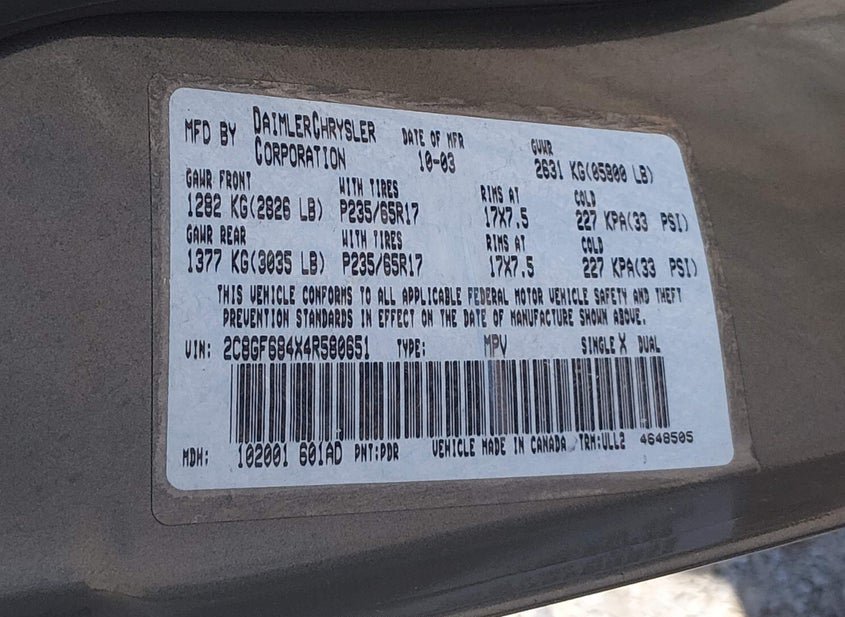 MFD BY DAIMLERCHRYSLER CORPORATION DATE OF MFR 10-03 GVWR 2631 KG(05800 LB)
GAWR FRONT WITH TIRES RIMS AT COLD
1282 KG(2826 LB) P235/65R17 17X7.5 227 KPA(33 PSI)
GAWR REAR WITH TIRES RIMS AT COLD
1377 KG(3035 LB) P235/65R17 17X7.5 227 KPA(33 PSI)
THIS VEHICLE CONFORMS TO ALL APPLICABLE FEDERAL MOTOR VEHICLE SAFETY AND THEFT
PREVENTION STANDARDS IN EFFECT ON THE DATE OF MANUFACTURE SHOWN ABOVE.
VIN: 2C8GF684X4R580651 TYPE: MPV SINGLE X DUAL
MDH: 102001 601AD PNT:PDR VEHICLE MADE IN CANADA TRM:ULL2 4648505